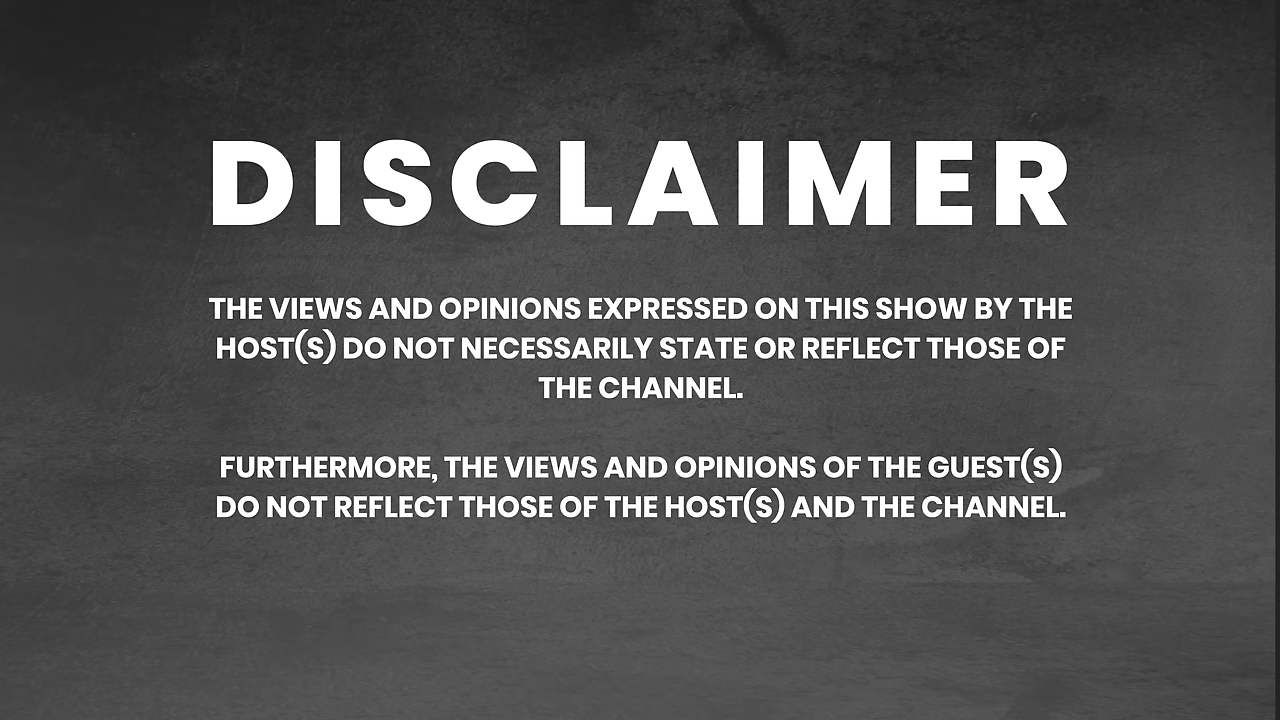 DISCLAIMER
THE VIEWS AND OPINIONS EXPRESSED ON THIS SHOW BY THE
HOST(S) DO NOT NECESSARILY STATE OR REFLECT THOSE OF
THE CHANNEL.
FURTHERMORE, THE VIEWS AND OPINIONS OF THE GUEST(S)
DO NOT REFLECT THOSE OF THE HOST(S) AND THE CHANNEL.